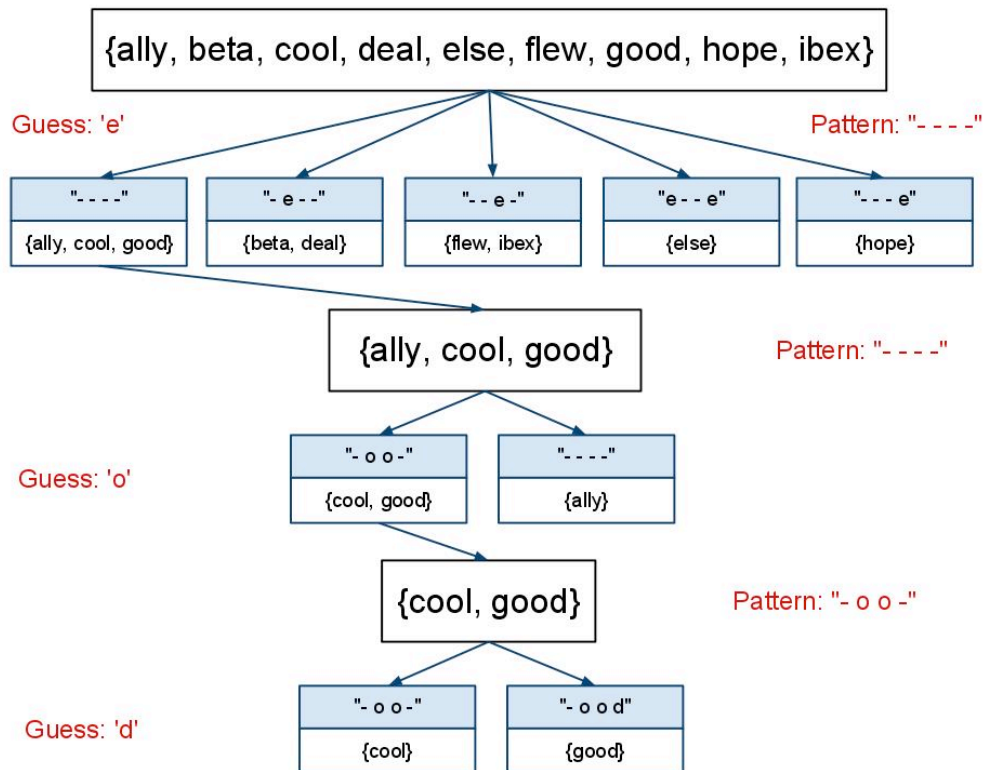 {ally, beta, cool, deal, else, flew, good, hope, ibex}
Guess: 'e'
Pattern: "- - - -"
"- - - -"
"- e - -"
"- - e -"
"e - - e"
"- - - e"
{ally, cool, good}
{beta, deal}
{flew, ibex}
{else}
{hope}
{ally, cool, good}
Pattern: "- - - -"
"- o o -"
"- - - -"
Guess: 'o'
{cool, good}
{ally}
{cool, good}
Pattern: "- o o -"
"- o o -"
"- o o d"
Guess: 'd'
{cool}
{good}